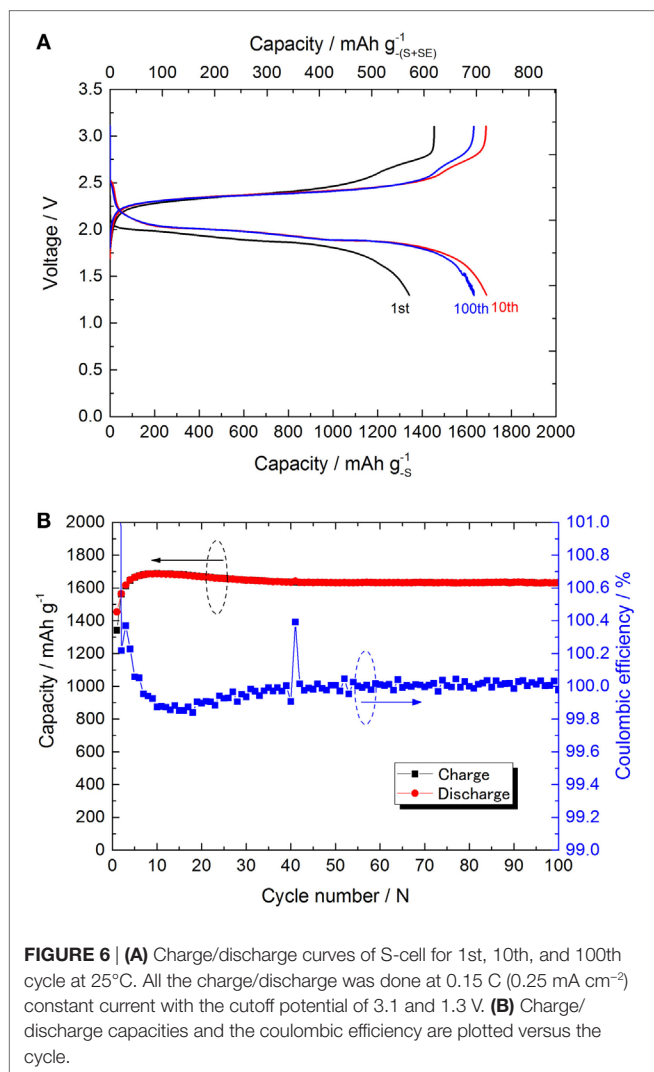 A
Capacity / mAh g-1-(S+SE)
0 100 200 300 400 500 600 700 800
3.5
3.0
2.5
2.0
1.5
1.0
0.5
0.0
Voltage / V
1st
100th
10th
0 200 400 600 800 1000 1200 1400 1600 1800 2000
Capacity / mAh g-1-S
B
2000
1800
1600
1400
1200
1000
800
600
400
200
0
Capacity / mAh g-1
101.0
100.8
100.6
100.4
100.2
100.0
99.8
99.6
99.4
99.2
99.0
Coulombic efficiency / %
Charge
Discharge
0 10 20 30 40 50 60 70 80 90 100
Cycle number / N
FIGURE 6 | (A) Charge/discharge curves of S-cell for 1st, 10th, and 100th
cycle at 25°C. All the charge/discharge was done at 0.15 C (0.25 mA cm−2)
constant current with the cutoff potential of 3.1 and 1.3 V. (B) Charge/
discharge capacities and the coulombic efficiency are plotted versus the
cycle.